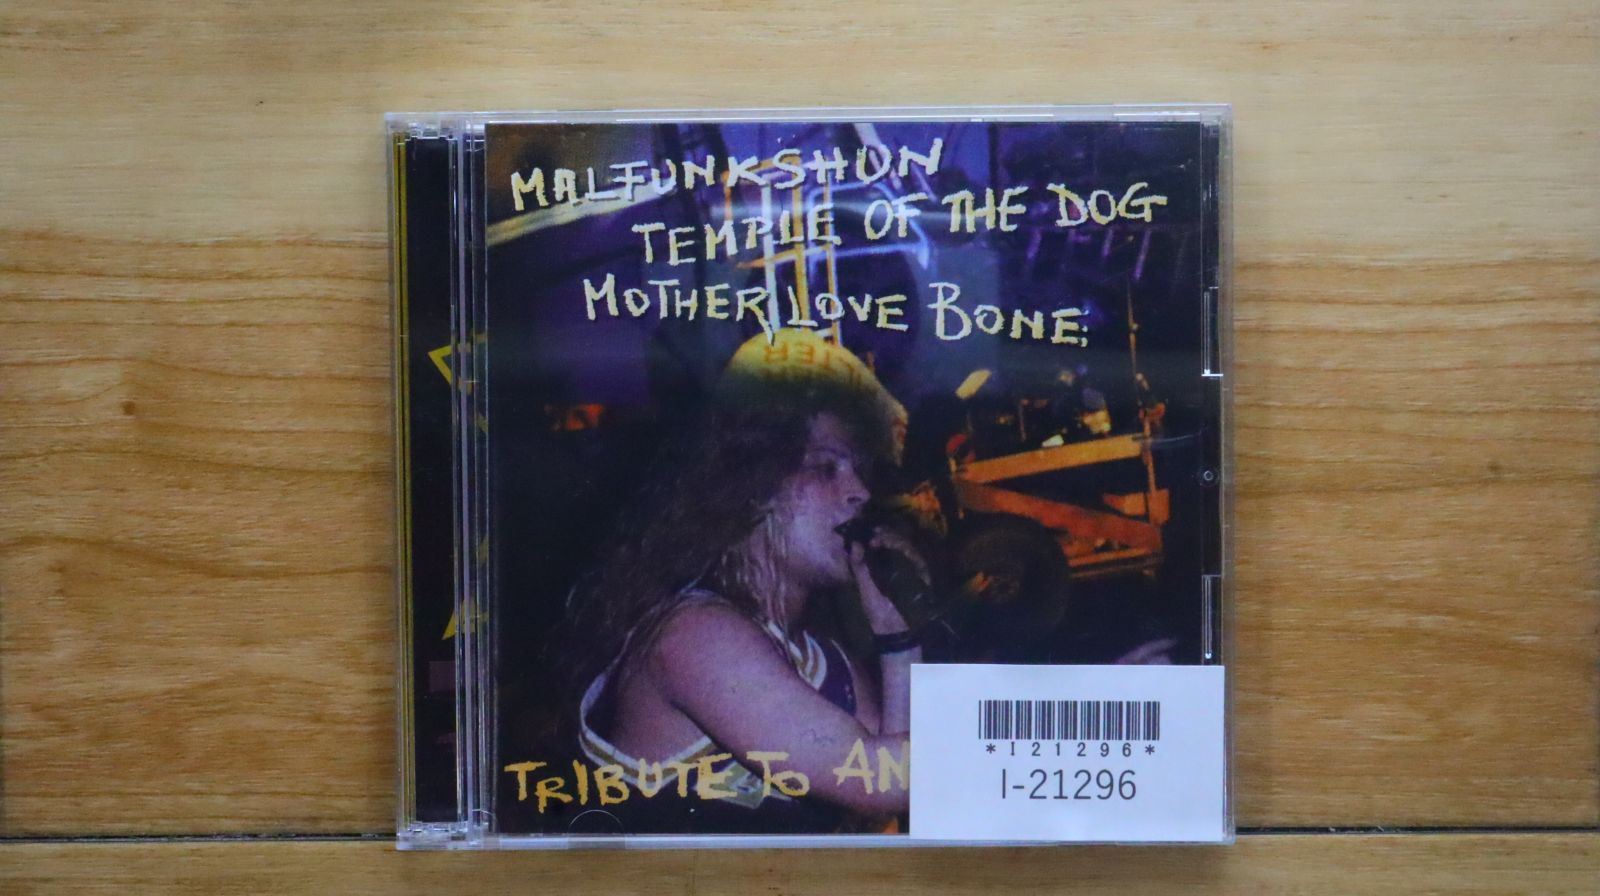 MALFUNKSHUN
TEMPLE OF THE DOG
MOTHER LOVE BONE;
TRIBUTE TO AN
*I21296*
I-21296